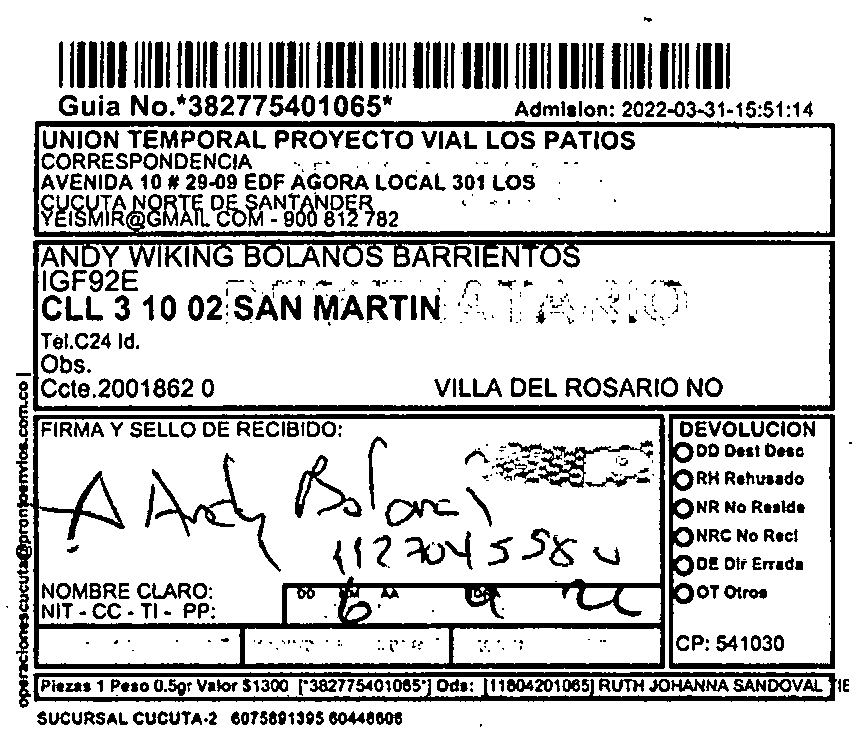 Guia No.*382775401065*
Admision: 2022-03-31-15:51:14
UNION TEMPORAL PROYECTO VIAL LOS PATIOS
CORRESPONDENCIA
AVENIDA 10 # 29-09 EDF AGORA LOCAL 301 LOS
CUCUTA NORTE DE SANTANDER
YEISMIR@GMAIL COM - 900 812 782
ANDY WIKING BOLANOS BARRIENTOS
IGF92E
CLL 3 10 02 SAN MARTIN
DESTINATARIO
Tel.C24 Id.
Obs.
Ccte.2001862 0
VILLA DEL ROSARIO NO
operacionescucuta@prontoenvios.com.co |
FIRMA Y SELLO DE RECIBIDO:
Andy Bolanos
NOMBRE CLARO:
NIT - CC - TI - PP:
DD MM AA
6 9 22
DEVOLUCION
DD Dest Desc
RH Rehusado
NR No Reside
NRC No Recl
DE Dir Errada
OT Otros
CP: 541030
Piezas 1 Peso 0.5gr Valor $1300 [*382775401065*] Ods: [11804201065] RUTH JOHANNA SANDOVAL
SUCURSAL CUCUTA-2 6075891395 60448606